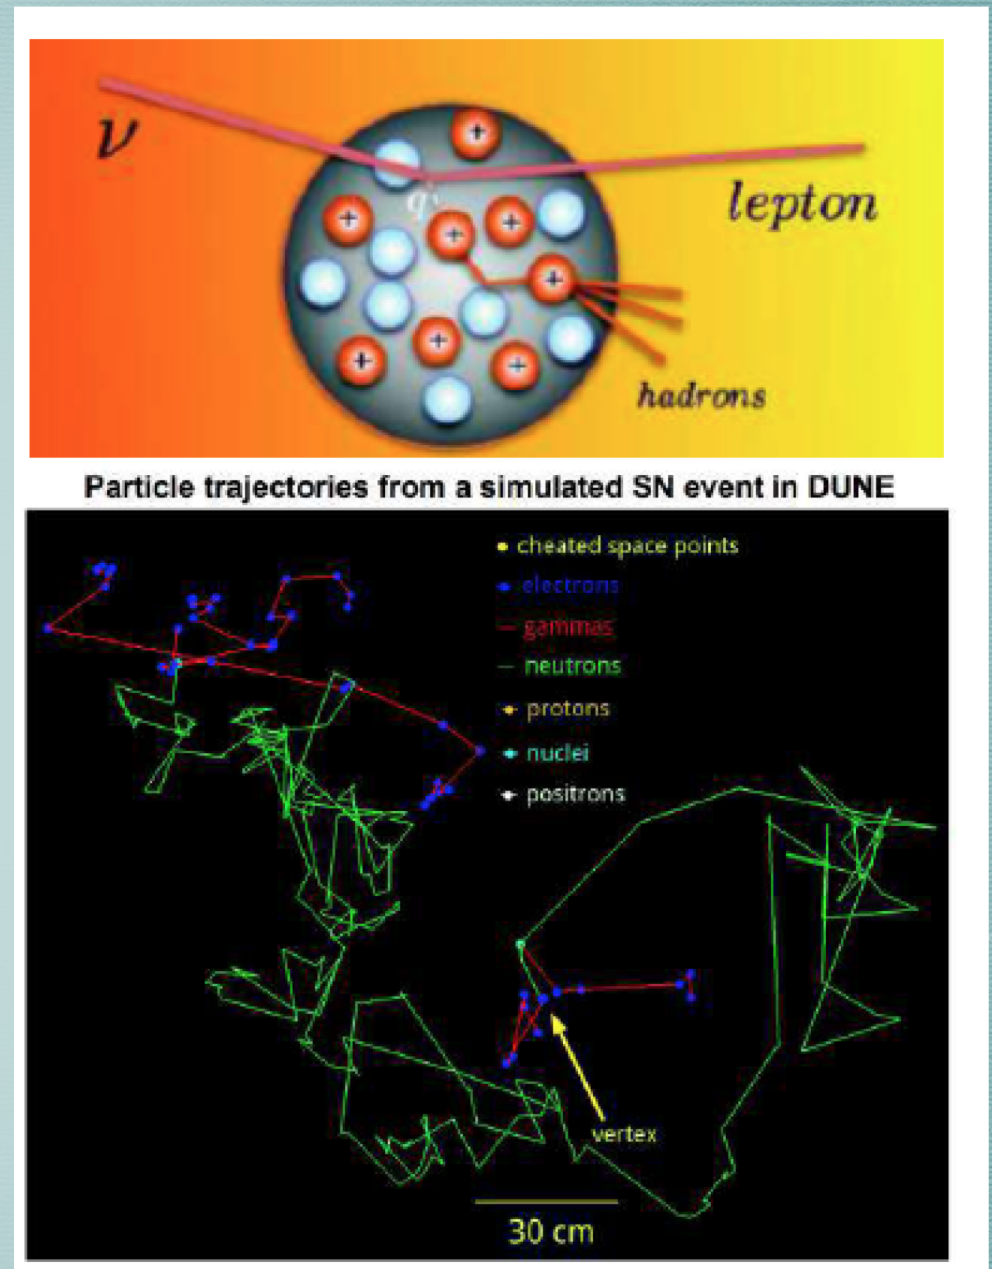 ν
q
lepton
hadrons
+
+
+
+
+
+
+
+
Particle trajectories from a simulated SN event in DUNE
cheated space points
electrons
gammas
neutrons
protons
nuclei
positrons
vertex
30 cm